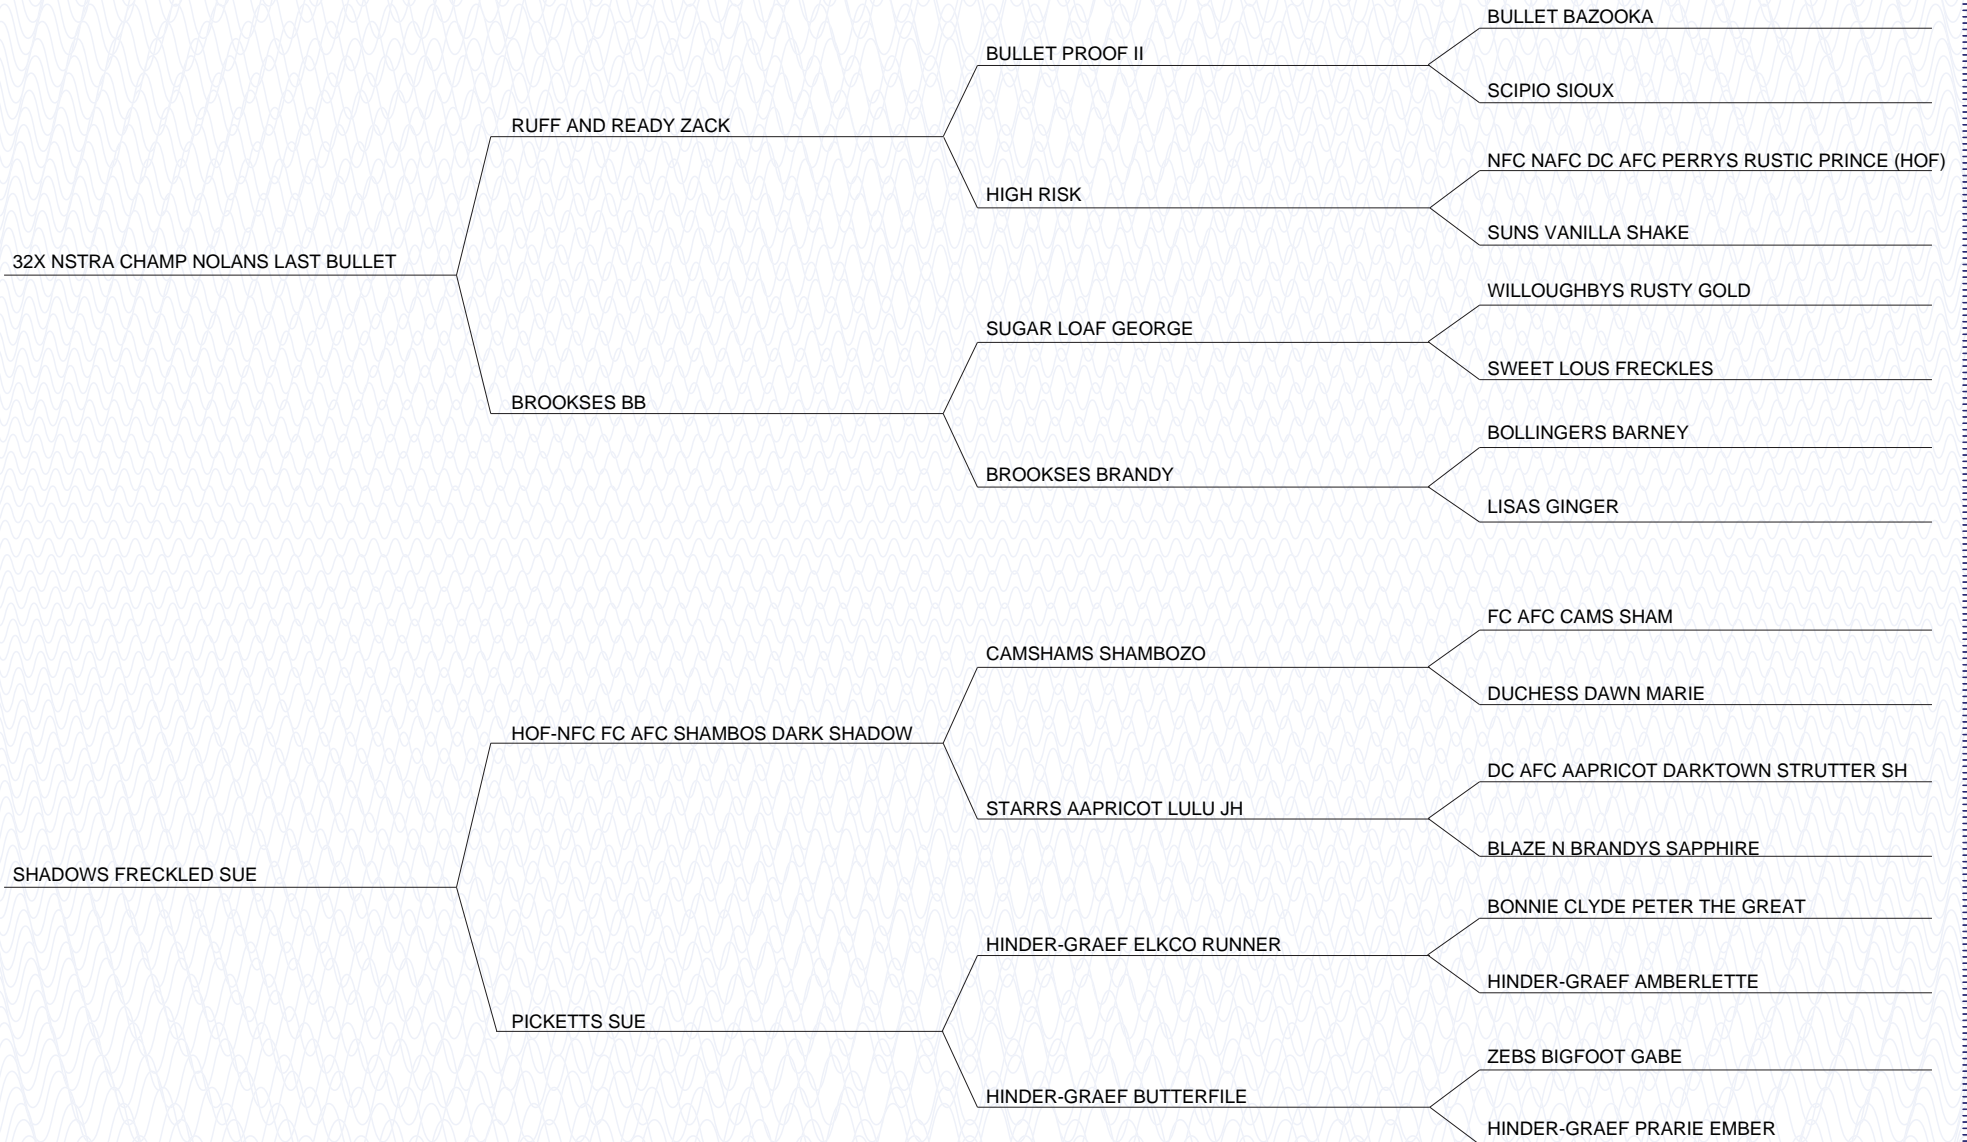 BULLET BAZOOKA
BULLET PROOF II
SCIPIO SIOUX
RUFF AND READY ZACK
NFC NAFC DC AFC PERRYS RUSTIC PRINCE (HOF)
HIGH RISK
SUNS VANILLA SHAKE
32X NSTRA CHAMP NOLANS LAST BULLET
WILLOUGHBYS RUSTY GOLD
SUGAR LOAF GEORGE
SWEET LOUS FRECKLES
BROOKSES BB
BOLLINGERS BARNEY
BROOKSES BRANDY
LISAS GINGER
FC AFC CAMS SHAM
CAMSHAMS SHAMBOZO
DUCHESS DAWN MARIE
HOF-NFC FC AFC SHAMBOS DARK SHADOW
DC AFC AAPRICOT DARKTOWN STRUTTER SH
STARRS AAPRICOT LULU JH
BLAZE N BRANDYS SAPPHIRE
SHADOWS FRECKLED SUE
BONNIE CLYDE PETER THE GREAT
HINDER-GRAEF ELKCO RUNNER
HINDER-GRAEF AMBERLETTE
PICKETTS SUE
ZEBS BIGFOOT GABE
HINDER-GRAEF BUTTERFILE
HINDER-GRAEF PRARIE EMBER